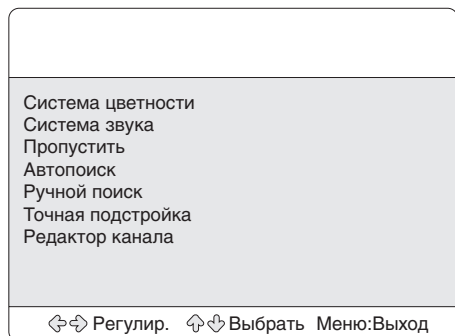 Система цветности
Система звука
Пропустить
Автопоиск
Ручной поиск
Точная подстройка
Редактор канала
Регулир. Выбрать Меню:Выход